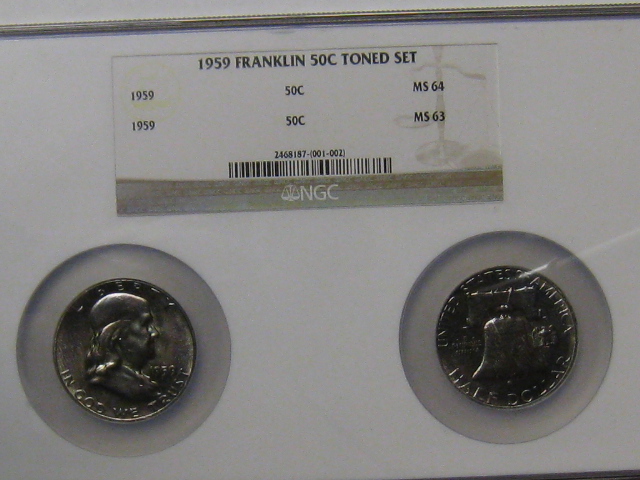 1959 FRANKLIN 50C TONED SET
1959 50C MS 64
1959 50C MS 63
2468187-(001-002)
NGC
LIBERTY
1959
IN GOD WE TRUST
UNITED STATES OF AMERICA
HALF DOLLAR